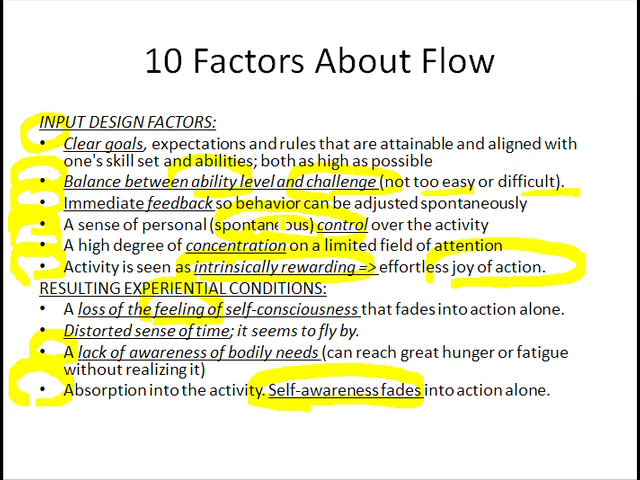 10 Factors About Flow
INPUT DESIGN FACTORS:
• Clear goals, expectations and rules that are attainable and aligned with
one's skill set and abilities; both as high as possible
• Balance between ability level and challenge (not too easy or difficult).
• Immediate feedback so behavior can be adjusted spontaneously
• A sense of personal (spontaneous) control over the activity
• A high degree of concentration on a limited field of attention
• Activity is seen as intrinsically rewarding => effortless joy of action.
RESULTING EXPERIENTIAL CONDITIONS:
• A loss of the feeling of self-consciousness that fades into action alone.
• Distorted sense of time; it seems to fly by.
• A lack of awareness of bodily needs (can reach great hunger or fatigue
without realizing it)
• Absorption into the activity. Self-awareness fades into action alone.